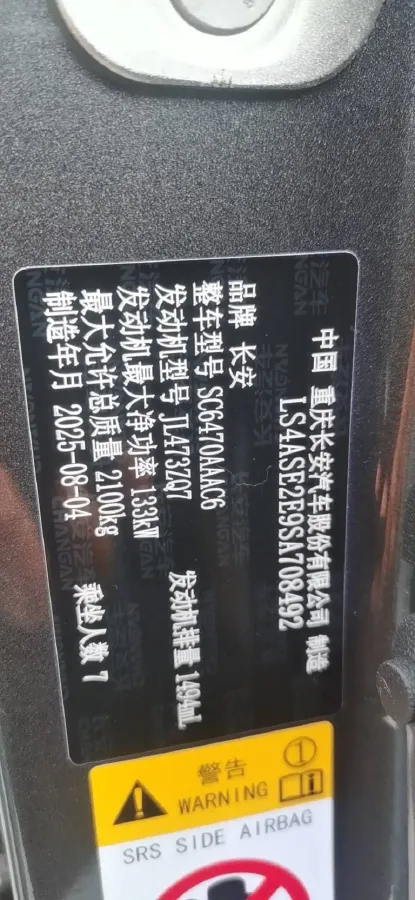 中国 重庆长安汽车股份有限公司 制造
LS4ASE2E9SA708492
品牌 长安
整车型号 SC6470AAAC6
发动机型号 JL473ZQ7 发动机排量 1494mL
发动机最大净功率 133kW
最大允许总质量 2100kg
制造年月 2025-08-04 乘坐人数 7
警告
WARNING
SRS SIDE AIRBAG